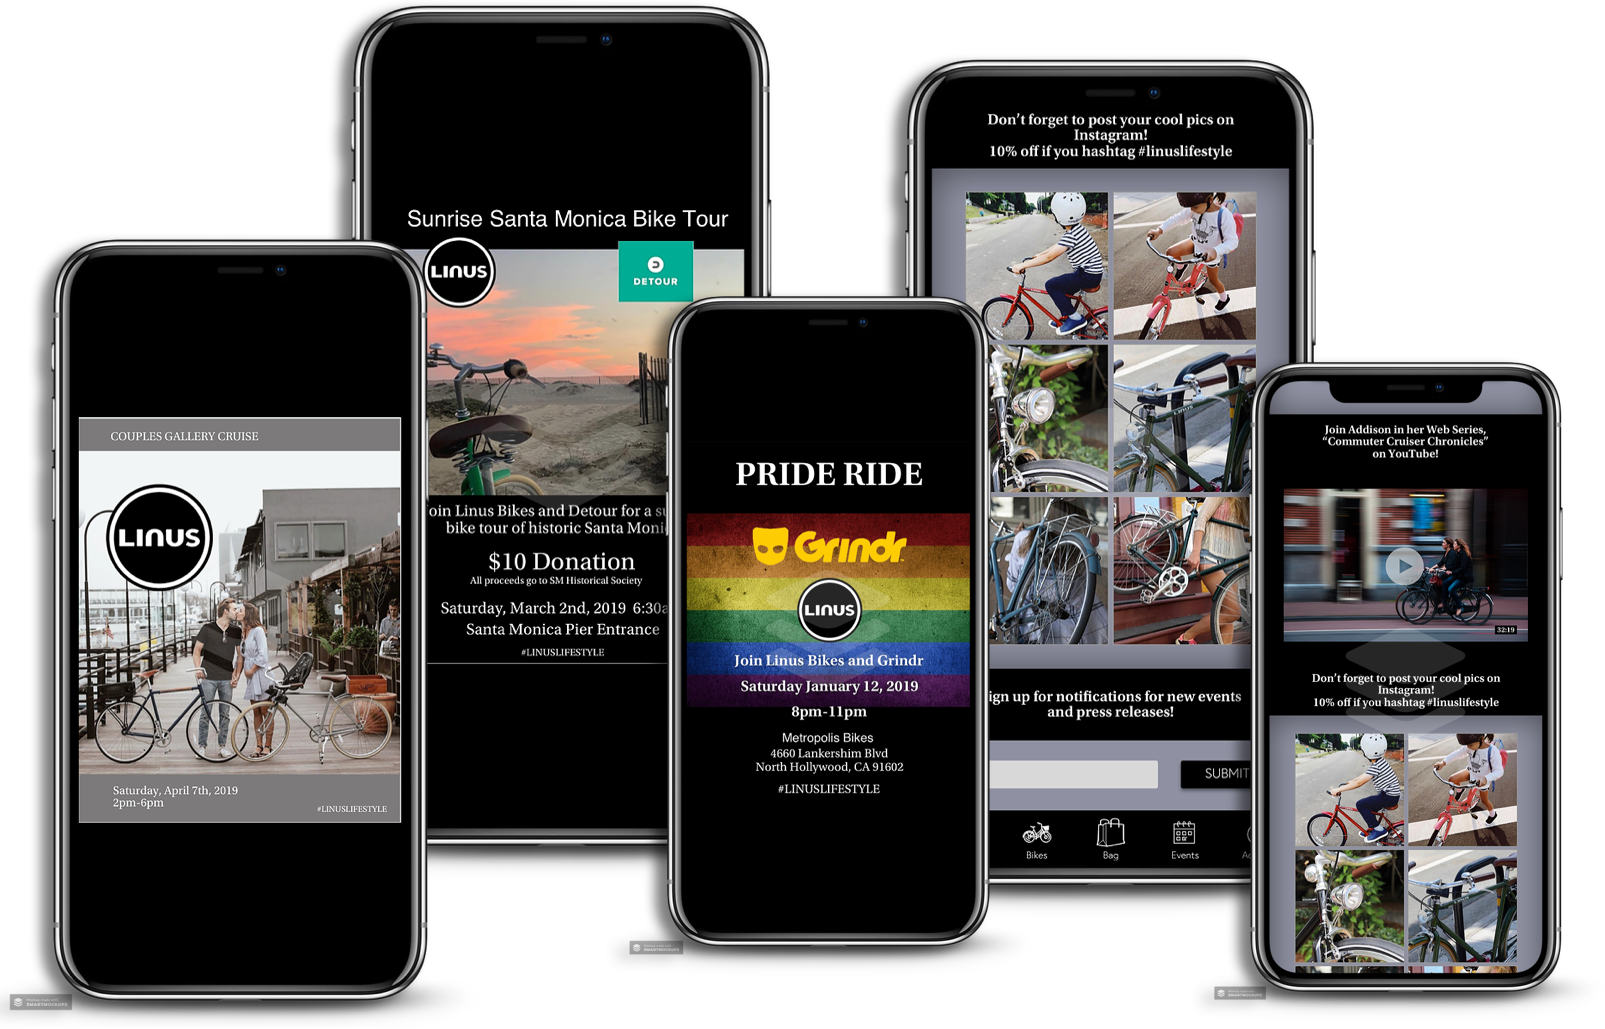 COUPLES GALLERY CRUISE
LINUS
Saturday, April 7th, 2019
2pm-6pm
#LINUSLIFESTYLE
Sunrise Santa Monica Bike Tour
LINUS
DETOUR
oin Linus Bikes and Detour for a su
bike tour of historic Santa Moni
$10 Donation
All proceeds go to SM Historical Society
Saturday, March 2nd, 2019 6:30a
Santa Monica Pier Entrance
#LINUSLIFESTYLE
PRIDE RIDE
Grindr
LINUS
Join Linus Bikes and Grindr
Saturday January 12, 2019
8pm-11pm
Metropolis Bikes
4660 Lankershim Blvd
North Hollywood, CA 91602
#LINUSLIFESTYLE
Don't forget to post your cool pics on
Instagram!
10% off if you hashtag #linuslifestyle
ign up for notifications for new events
and press releases!
SUBMIT
Bikes
Bag
Events
Ac
Join Addison in her Web Series,
“Commuter Cruiser Chronicles”
on YouTube!
32:19
Don't forget to post your cool pics on
Instagram!
10% off if you hashtag #linuslifestyle